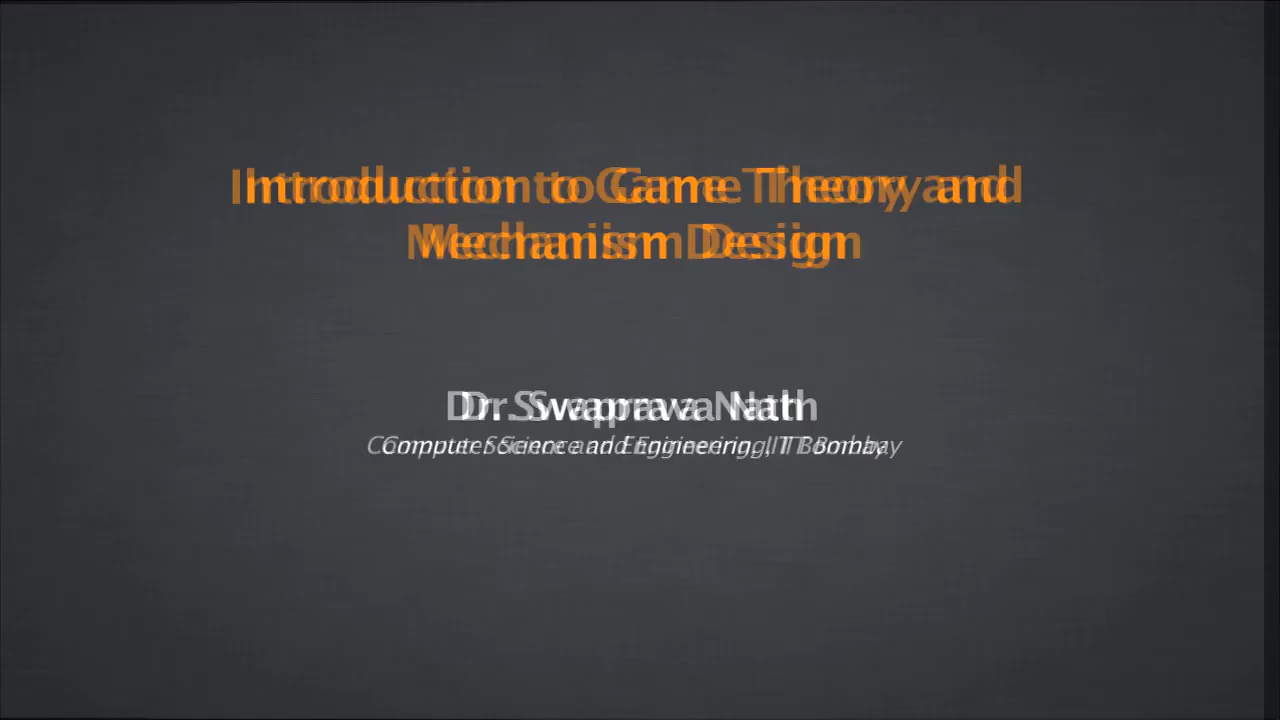 Introduction to Game Theory and
Mechanism Design
Dr. Swaprava Nath
Computer Science and Engineering, IIT Bombay